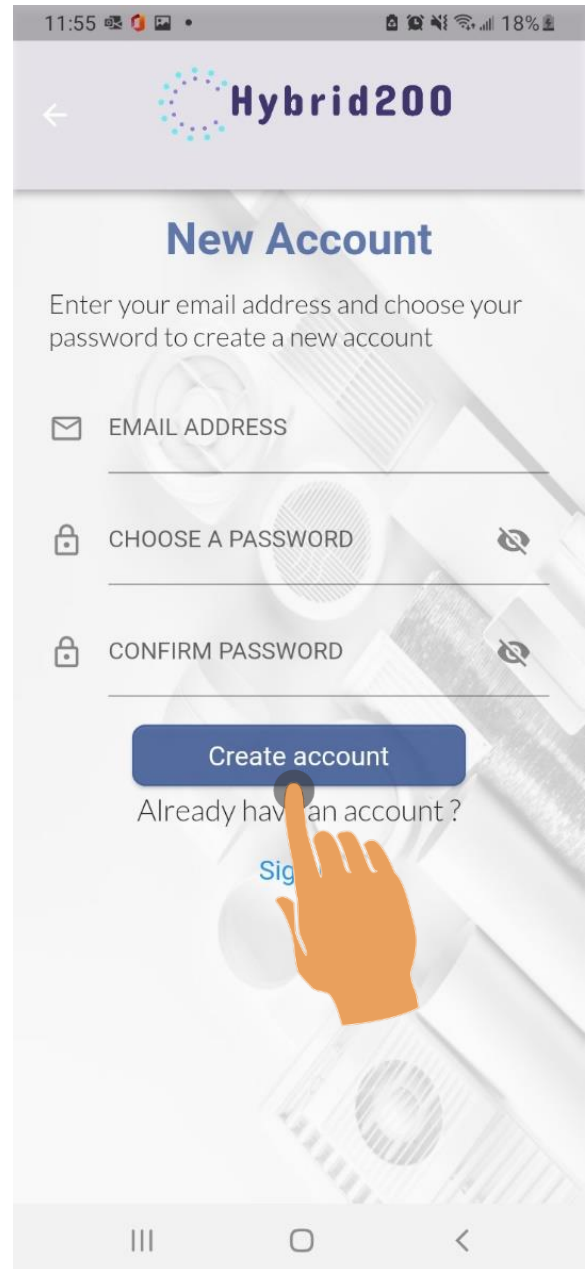 11:55
18%
Hybrid200
New Account
Enter your email address and choose your
password to create a new account
EMAIL ADDRESS
CHOOSE A PASSWORD
CONFIRM PASSWORD
Create account
Already have an account ?